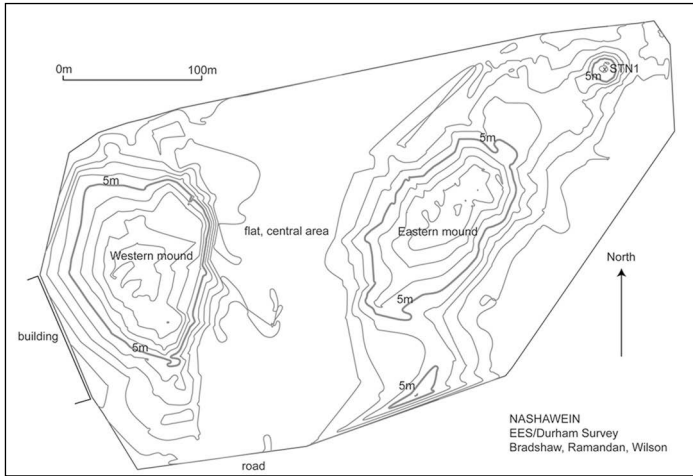 0m 100m
5m STN1
5m
5m
flat, central area
Eastern mound
Western mound
North
5m
building
5m
5m
NASHAWEIN
EES/Durham Survey
Bradshaw, Ramandan, Wilson
road